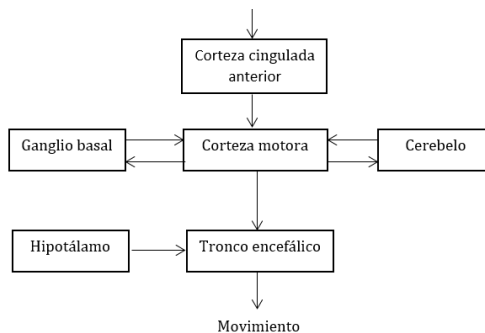 Corteza cingulada
anterior
Ganglio basal
Corteza motora
Cerebelo
Hipotálamo
Tronco encefálico
Movimiento